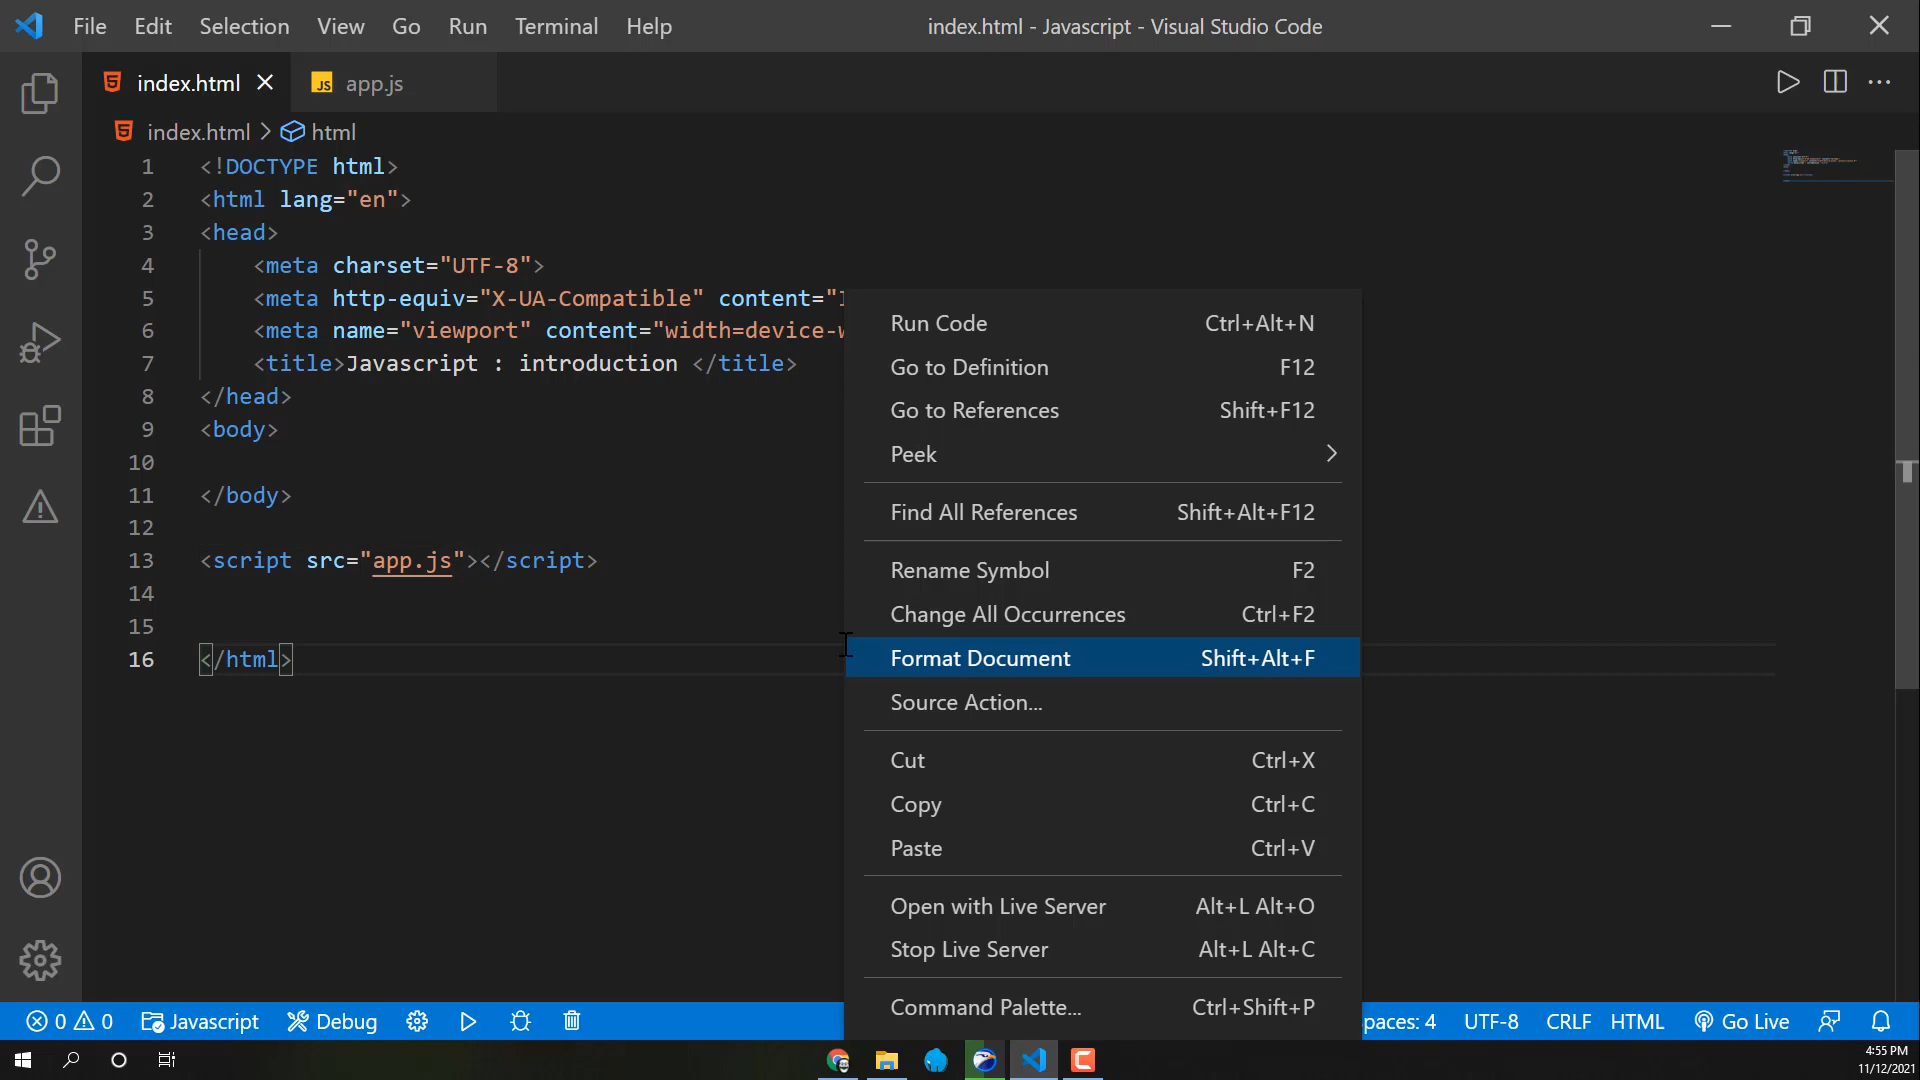 File Edit Selection View Go Run Terminal Help index.html - Javascript - Visual Studio Code
index.html JS app.js
index.html > html
1 <!DOCTYPE html>
2 <html lang="en">
3 <head>
4 <meta charset="UTF-8">
5 <meta http-equiv="X-UA-Compatible" content="
6 <meta name="viewport" content="width=device-
7 <title>Javascript : introduction </title>
8 </head>
9 <body>
10
11 </body>
12
13 <script src="app.js"></script>
14
15
16 </html>
Run Code Ctrl+Alt+N
Go to Definition F12
Go to References Shift+F12
Peek
Find All References Shift+Alt+F12
Rename Symbol F2
Change All Occurrences Ctrl+F2
Format Document Shift+Alt+F
Source Action...
Cut Ctrl+X
Copy Ctrl+C
Paste Ctrl+V
Open with Live Server Alt+L Alt+O
Stop Live Server Alt+L Alt+C
Command Palette... Ctrl+Shift+P
0 0 Javascript Debug paces: 4 UTF-8 CRLF HTML Go Live
4:55 PM
11/12/2021